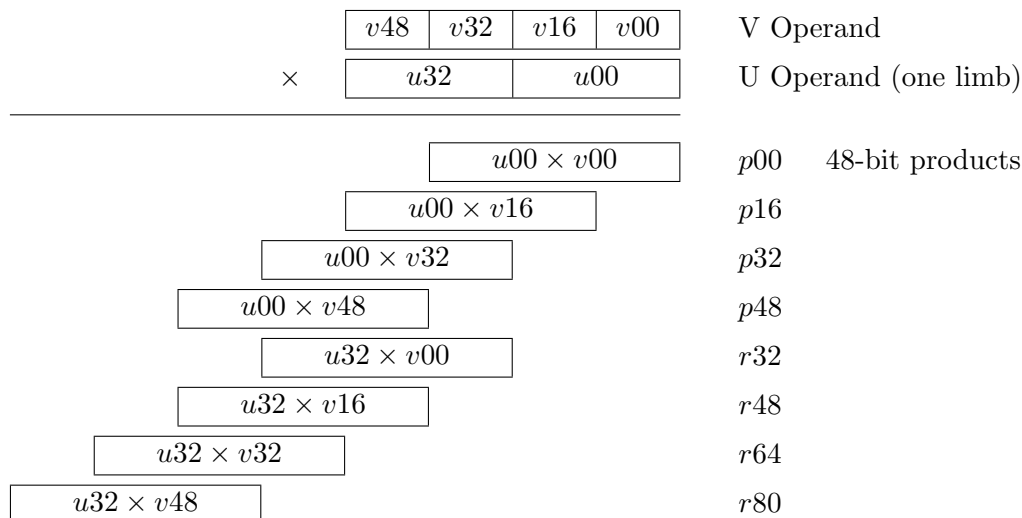 v48 v32 v16 v00 V Operand
× u32 u00 U Operand (one limb)
u00 × v00 p00 48-bit products
u00 × v16 p16
u00 × v32 p32
u00 × v48 p48
u32 × v00 r32
u32 × v16 r48
u32 × v32 r64
u32 × v48 r80